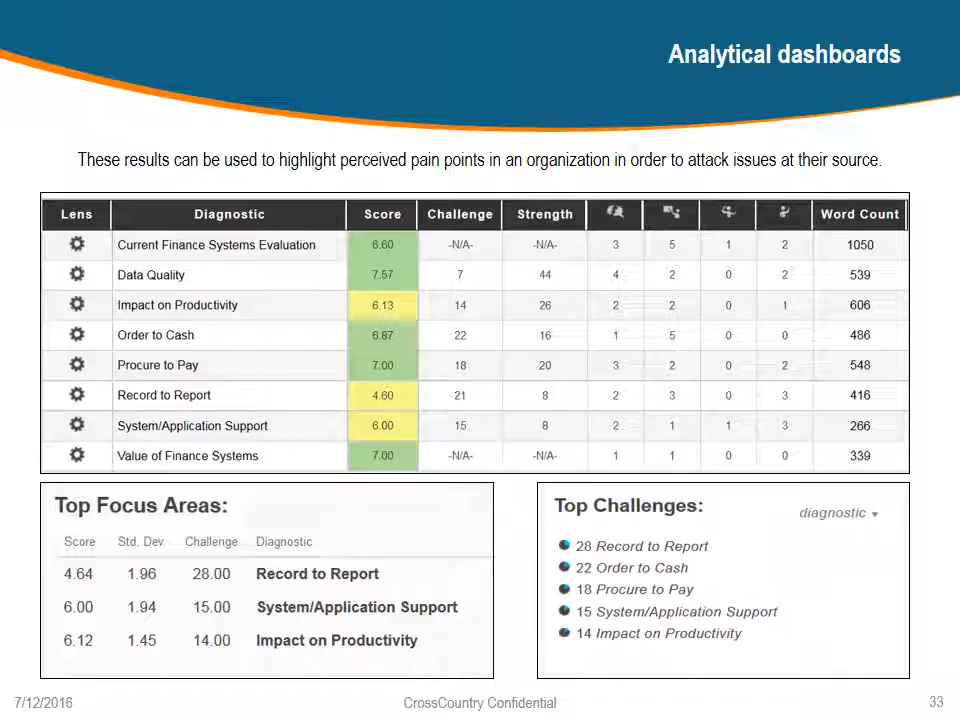 Analytical dashboards
These results can be used to highlight perceived pain points in an organization in order to attack issues at their source.
Lens Diagnostic Score Challenge Strength Word Count
Current Finance Systems Evaluation 6.60 -N/A- -N/A- 3 5 1 2 1050
Data Quality 7.57 7 44 4 2 0 2 539
Impact on Productivity 6.13 14 26 2 2 0 1 606
Order to Cash 6.87 22 16 1 5 0 0 486
Procure to Pay 7.00 18 20 3 2 0 2 548
Record to Report 4.60 21 8 2 3 0 3 416
System/Application Support 6.00 15 8 2 1 1 3 266
Value of Finance Systems 7.00 -N/A- -N/A- 1 1 0 0 339
Top Focus Areas:
Score Std. Dev. Challenge Diagnostic
4.64 1.96 28.00 Record to Report
6.00 1.94 15.00 System/Application Support
6.12 1.45 14.00 Impact on Productivity
Top Challenges:
diagnostic
28 Record to Report
22 Order to Cash
18 Procure to Pay
15 System/Application Support
14 Impact on Productivity
7/12/2016 CrossCountry Confidential 33